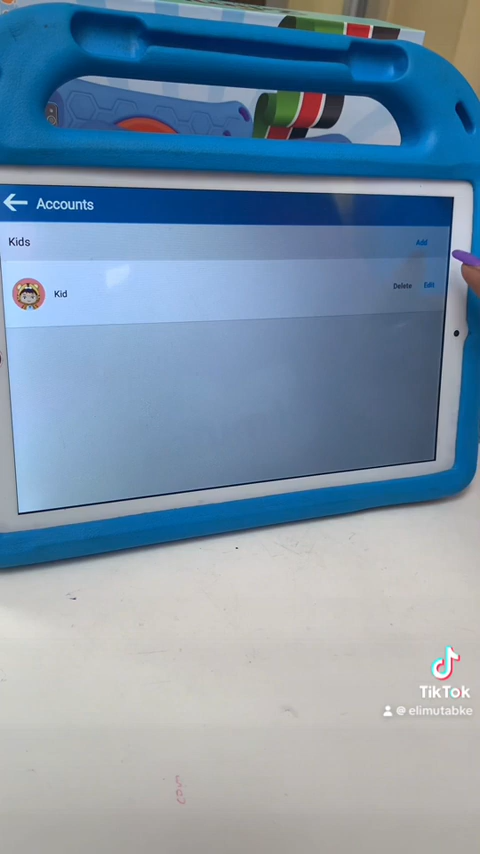 Accounts
Kids
Add
Kid
Delete Edit
TikTok
@elimutabke